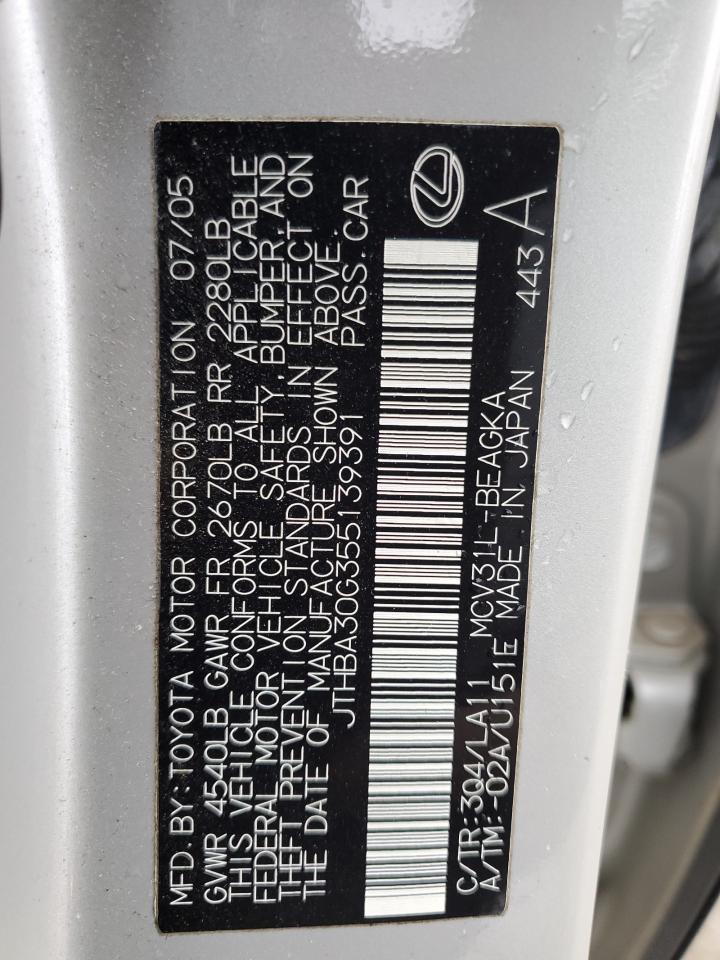 MFD. BY: TOYOTA MOTOR CORPORATION 07/05
GVWR 4540LB GAWR FR 2670LB RR 2280LB
THIS VEHICLE CONFORMS TO ALL APPLICABLE
FEDERAL MOTOR VEHICLE SAFETY, BUMPER, AND
THEFT PREVENTION STANDARDS IN EFFECT ON
THE DATE OF MANUFACTURE SHOWN ABOVE.
JTHBA30G355139391 PASS. CAR
C/TR: 3Q4/LA11 MCV31L-BEAGKA
A/TM: -02A/U151E MADE IN JAPAN 443 A